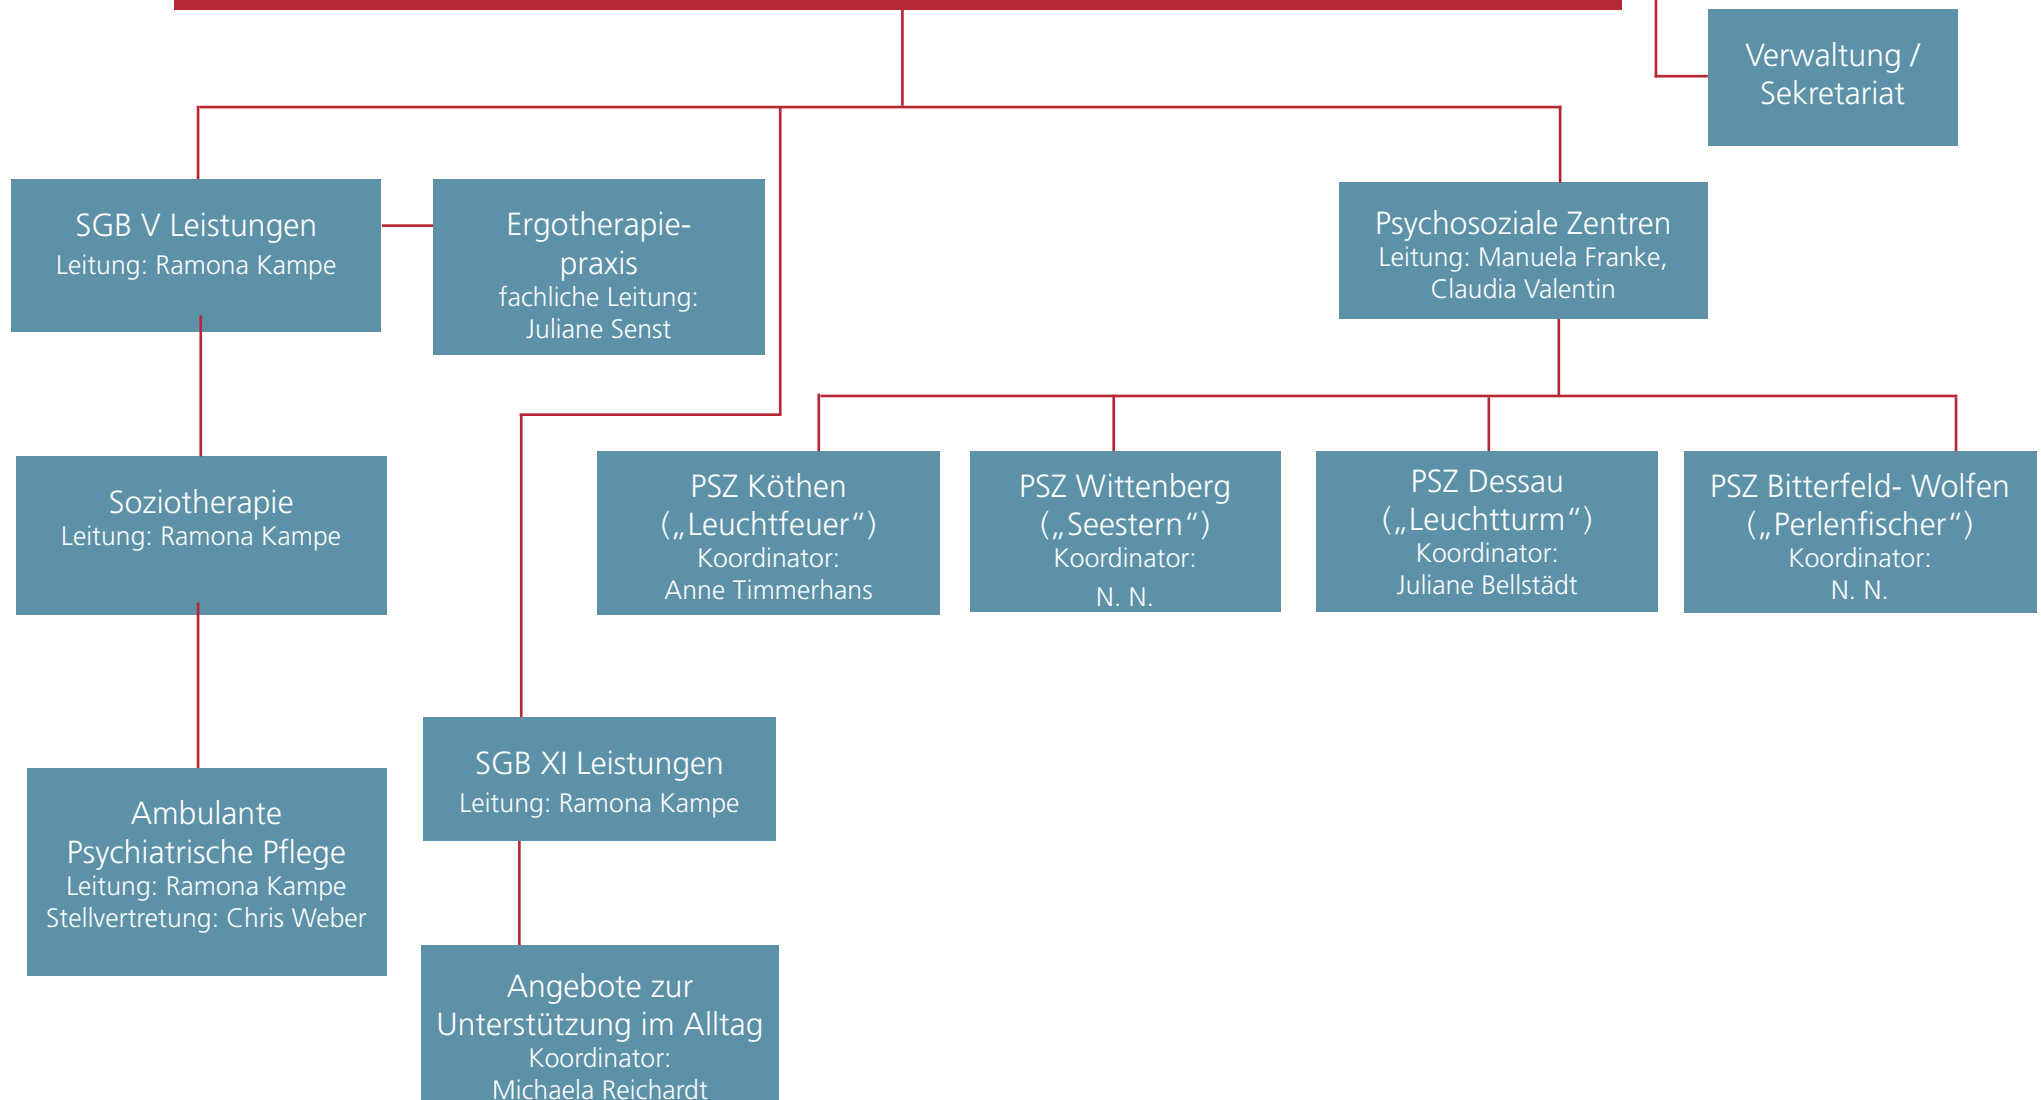 Verwaltung /
Sekretariat
SGB V Leistungen
Leitung: Ramona Kampe
Ergotherapie-
praxis
fachliche Leitung:
Juliane Senst
Psychosoziale Zentren
Leitung: Manuela Franke,
Claudia Valentin
Soziotherapie
Leitung: Ramona Kampe
PSZ Köthen
(„Leuchtfeuer“)
Koordinator:
Anne Timmerhans
PSZ Wittenberg
(„Seestern“)
Koordinator:
N. N.
PSZ Dessau
(„Leuchtturm“)
Koordinator:
Juliane Bellstädt
PSZ Bitterfeld- Wolfen
(„Perlenfischer“)
Koordinator:
N. N.
Ambulante
Psychiatrische Pflege
Leitung: Ramona Kampe
Stellvertretung: Chris Weber
SGB XI Leistungen
Leitung: Ramona Kampe
Angebote zur
Unterstützung im Alltag
Koordinator:
Michaela Reichardt